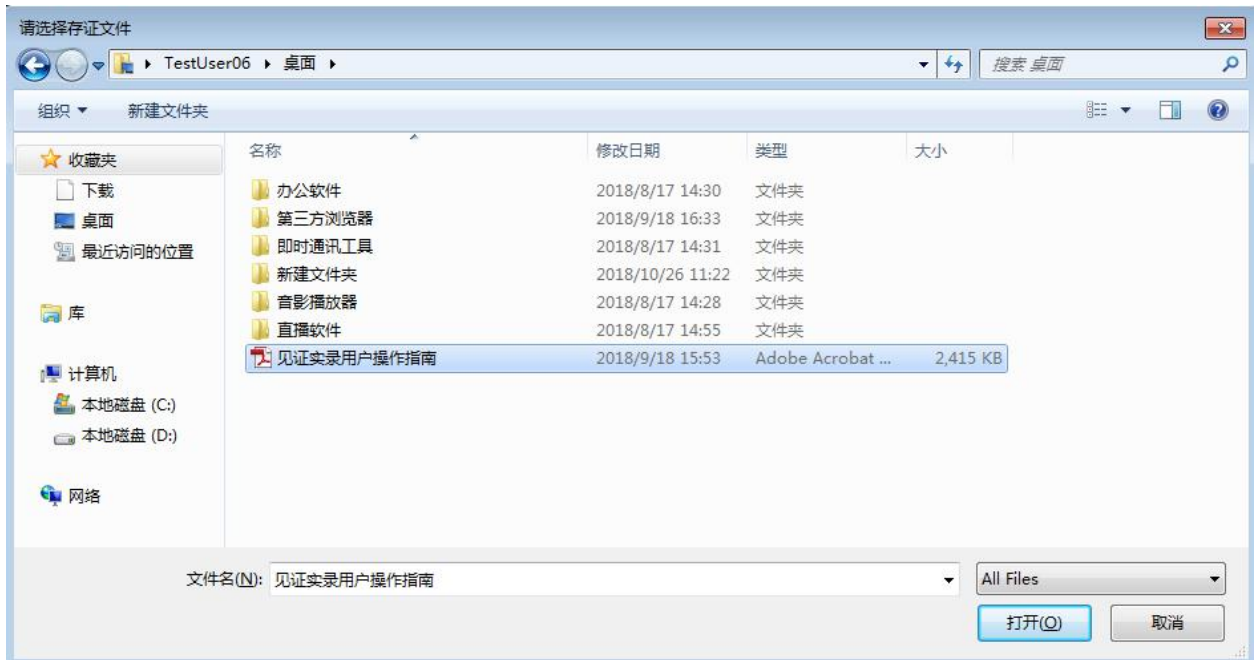 请选择存证文件
TestUser06 桌面 搜索 桌面
组织 新建文件夹
收藏夹
下载
桌面
最近访问的位置
库
计算机
本地磁盘 (C:)
本地磁盘 (D:)
网络
名称 修改日期 类型 大小
办公软件 2018/8/17 14:30 文件夹
第三方浏览器 2018/9/18 16:33 文件夹
即时通讯工具 2018/8/17 14:31 文件夹
新建文件夹 2018/10/26 11:22 文件夹
音影播放器 2018/8/17 14:28 文件夹
直播软件 2018/8/17 14:55 文件夹
见证实录用户操作指南 2018/9/18 15:53 Adobe Acrobat ... 2,415 KB
文件名(N): 见证实录用户操作指南 All Files
打开(O) 取消